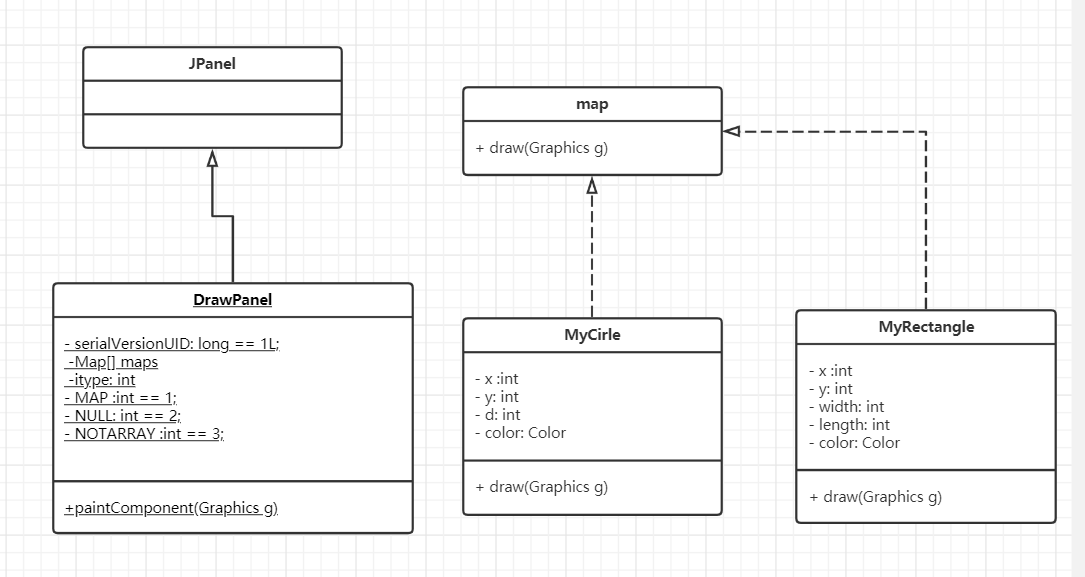 JPanel
map
+ draw(Graphics g)
DrawPanel
- serialVersionUID: long == 1L;
-Map[] maps
-itype: int
- MAP :int == 1;
- NULL: int == 2;
- NOTARRAY :int == 3;
+paintComponent(Graphics g)
MyCirle
- x :int
- y: int
- d: int
- color: Color
+ draw(Graphics g)
MyRectangle
- x :int
- y: int
- width: int
- length: int
- color: Color
+ draw(Graphics g)